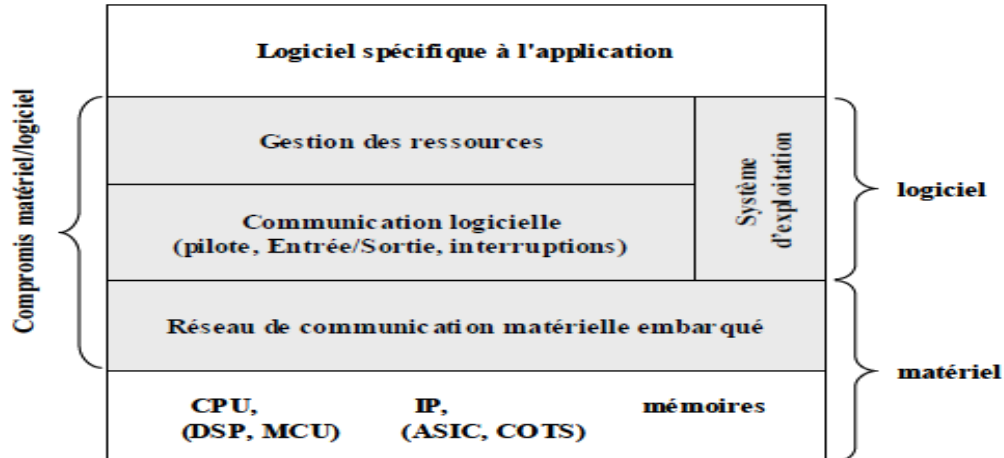 Logiciel spécifique à l'application
Compromis matériel/logiciel
Gestion des ressources
Système
d'exploitation
logiciel
Communication logicielle
(pilote, Entrée/Sortie, interruptions)
Réseau de communication matérielle embarqué
matériel
CPU, IP, mémoires
(DSP, MCU) (ASIC, COTS)